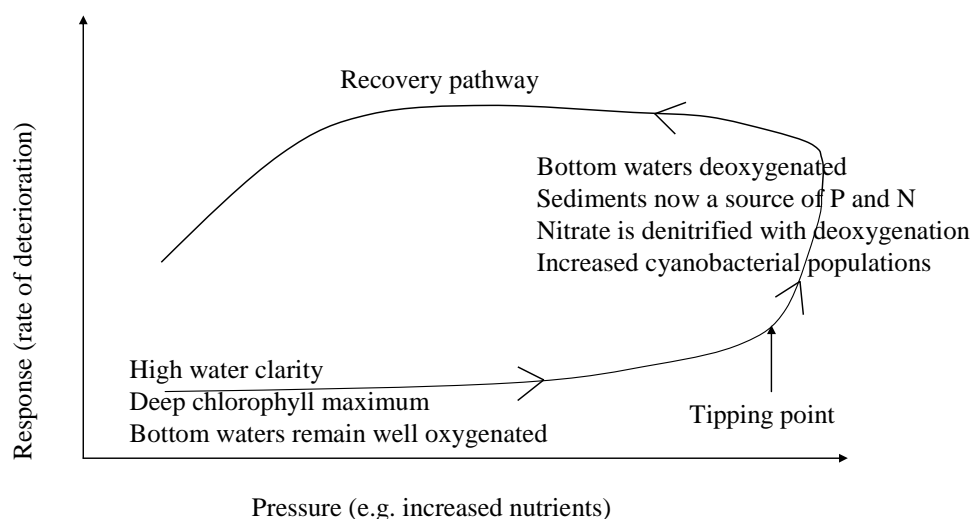 Recovery pathway
Bottom waters deoxygenated
Sediments now a source of P and N
Nitrate is denitrified with deoxygenation
Increased cyanobacterial populations
High water clarity
Deep chlorophyll maximum
Bottom waters remain well oxygenated
Tipping point
Response (rate of deterioration)
Pressure (e.g. increased nutrients)